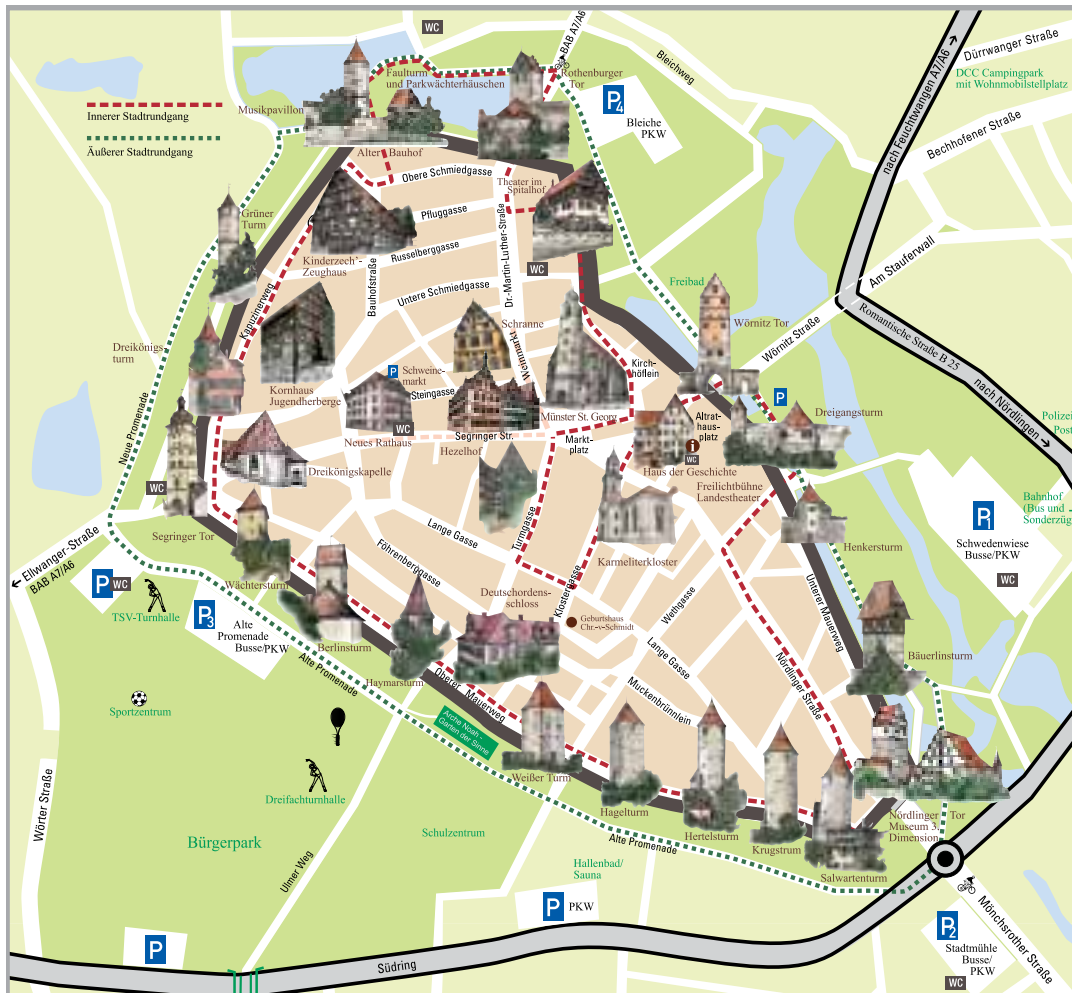 WC
BAB A7/A6
Bleichweg
Dürrwanger Straße
DCC Campingpark
mit Wohnmobilstellplatz
nach Feuchtwangen A7/A6
Bechhofener Straße
Faulturm
und Parkwächterhäuschen
Rothenburger
Tor
Musikpavillon
Innerer Stadtrundgang
Äußerer Stadtrundgang
P4
Bleiche
PKW
Alter Bauhof
Obere Schmiedgasse
Theater im
Spitalhof
Pfluggasse
Grüner
Turm
Russelberggasse
Kinderzech'-
Zeughaus
Dr.-Martin-Luther-Straße
WC
Bauhofstraße
Untere Schmiedgasse
Kapuzinerweg
Freibad
Am Stauferwall
Wörnitz Tor
Wörnitz Straße
Romantische Straße B 25
nach Nördlingen
Schranne
Weinmarkt
Dreikönigs-
turm
Kirch-
höflein
P
Schweine-
markt
Steingasse
Kornhaus
Jugendherberge
Münster St. Georg
P
Neue Promenade
Altrat-
haus-
platz
Dreigangsturm
Polizei
Post
WC
Neues Rathaus
Segringer Str.
Hezelhof
Markt-
platz
i
WC
Haus der Geschichte
Dreikönigskapelle
Freilichtbühne
Landestheater
WC
Bahnhof
(Bus und
Sonderzüg
P1
Schwedenwiese
Busse/PKW
WC
Segringer Tor
Lange Gasse
Turmgasse
Karmeliterkloster
Henkersturm
Ellwanger-Straße
BAB A7/A6
Föhrenberggasse
Wächtersturm
P
WC
TSV-Turnhalle
P3
Alte
Promenade
Busse/PKW
Deutschordens-
schloss
Klostergasse
Wethgasse
Unterer Mauerweg
Geburtshaus
Chr.-v-Schmidt
Berlinsturm
Alte Promenade
Haymarsturm
Lange Gasse
Bäuerlinsturm
Nördlinger Straße
Oberer Mauerweg
Muckenbrünnlein
Sportzentrum
Arche Noah -
Garten der Sinne
Weißer Turm
Dreifachturnhalle
Hagelturm
Hertelsturm
Krugstrum
Salwartenturm
Nördlinger Tor
Museum 3.
Dimension
Wörter Straße
Bürgerpark
Schulzentrum
Alte Promenade
Ulmer Weg
Hallenbad/
Sauna
P
PKW
P
Südring
Mönchsrother Straße
P2
Stadtmühle
Busse/
PKW
WC